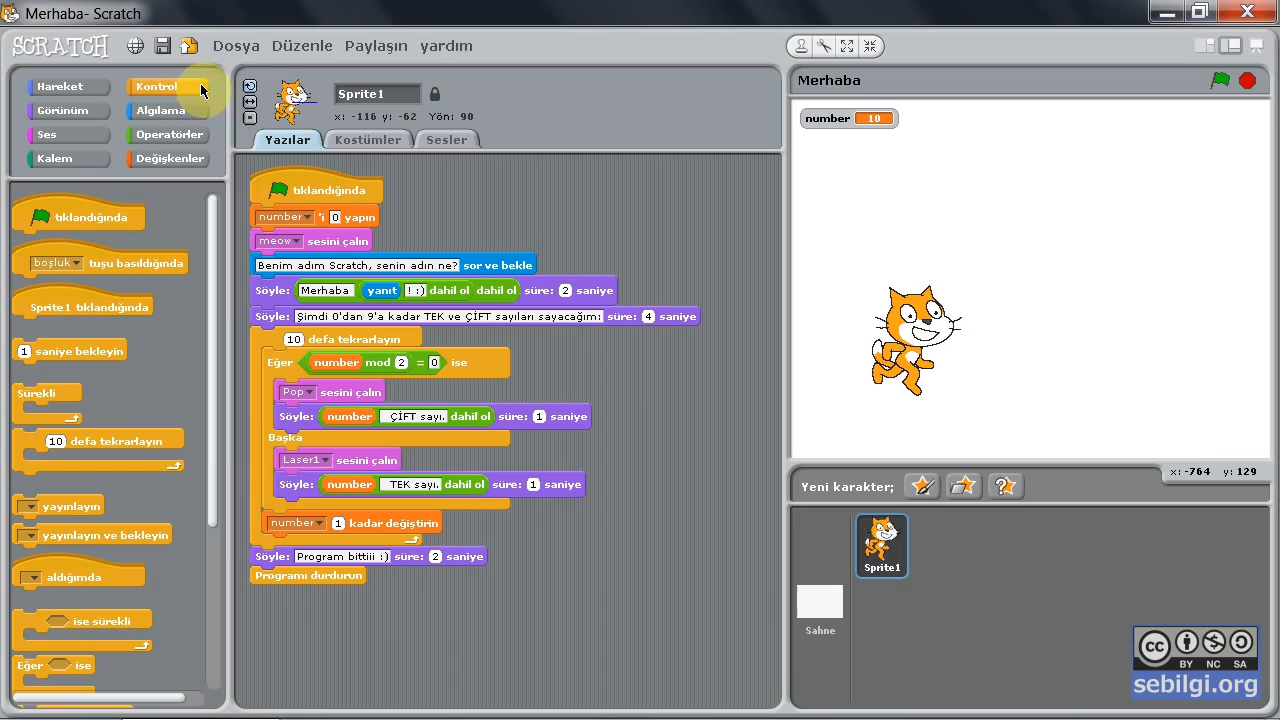 Merhaba- Scratch
SCRATCH Dosya Düzenle Paylaşın yardım
Hareket Kontrol
Görünüm Algılama
Ses Operatörler
Kalem Değişkenler
tıklandığında
boşluk tuşu basıldığında
Sprite1 tıklandığında
1 saniye bekleyin
Sürekli
10 defa tekrarlayın
yayınlayın
yayınlayın ve bekleyin
aldığımda
ise sürekli
Eğer ise
Sprite1
x: -116 y: -62 Yön: 90
Yazılar Kostümler Sesler
tıklandığında
number 'i 0 yapın
meow sesini çalın
Benim adım Scratch, senin adın ne? sor ve bekle
Söyle: Merhaba yanıt ! :) dahil ol dahil ol süre: 2 saniye
Söyle: Şimdi 0'dan 9'a kadar TEK ve ÇİFT sayıları sayacağım: süre: 4 saniye
10 defa tekrarlayın
Eğer number mod 2 = 0 ise
Pop sesini çalın
Söyle: number ÇİFT sayı. dahil ol süre: 1 saniye
Başka
Laser1 sesini çalın
Söyle: number TEK sayı. dahil ol süre: 1 saniye
number 1 kadar değiştirin
Söyle: Program bittiii :) süre: 2 saniye
Programı durdurun
Merhaba
number 10
x: -764 y: 129
Yeni karakter;
Sprite1
Sahne
CC BY NC SA
sebilgi.org